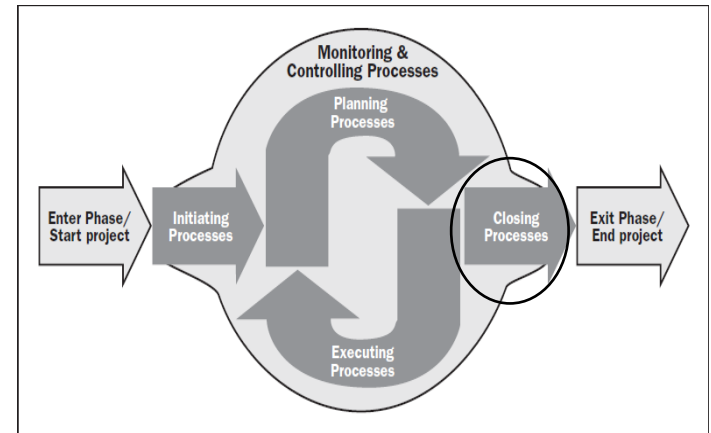 Monitoring &
Controlling Processes
Planning
Processes
Enter Phase/
Start project
Initiating
Processes
Closing
Processes
Exit Phase/
End project
Executing
Processes